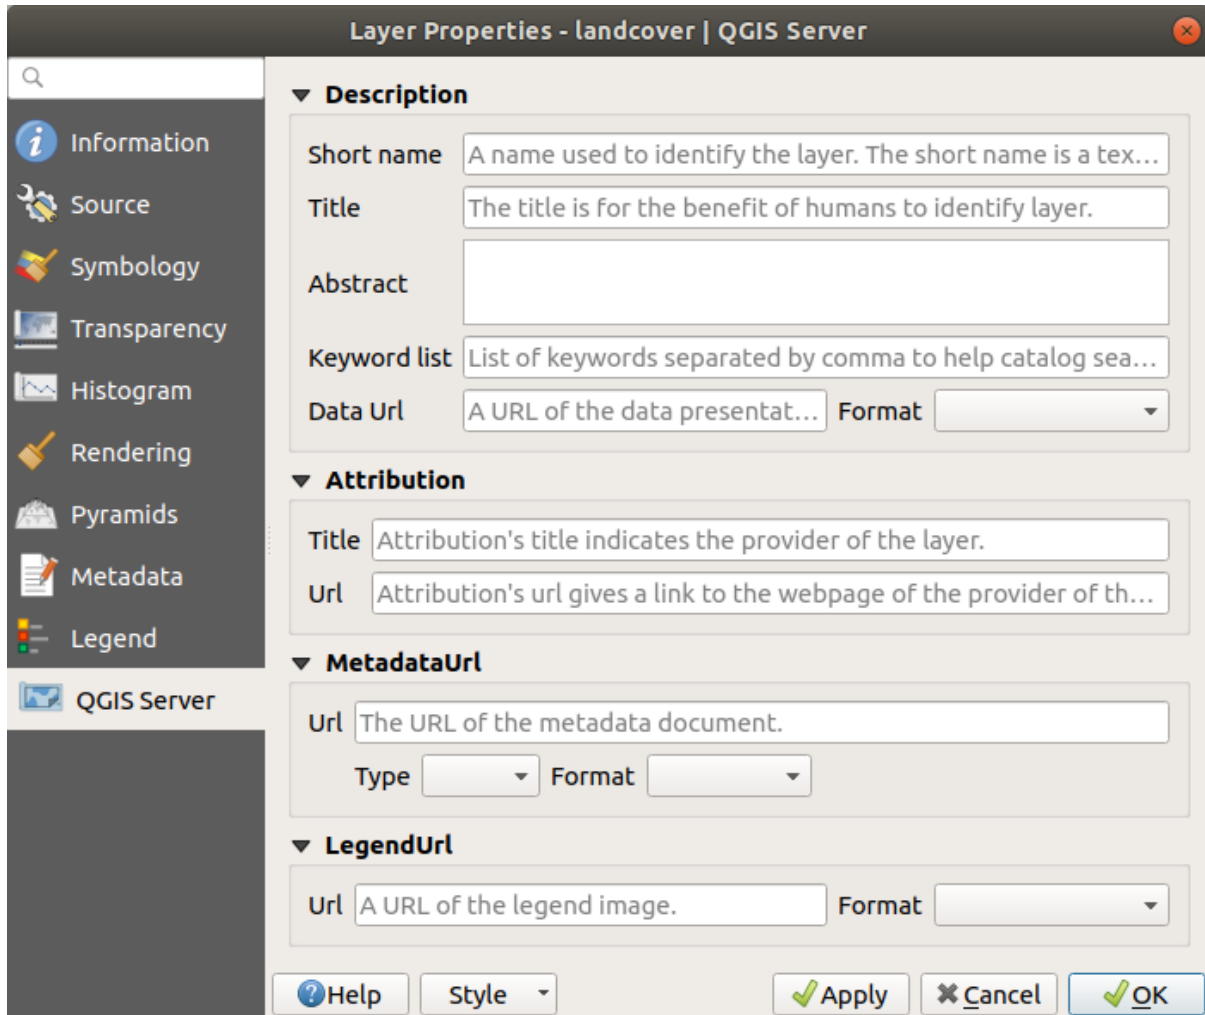 Layer Properties - landcover | QGIS Server
Information
Source
Symbology
Transparency
Histogram
Rendering
Pyramids
Metadata
Legend
QGIS Server
Description
Short name A name used to identify the layer. The short name is a tex...
Title The title is for the benefit of humans to identify layer.
Abstract
Keyword list List of keywords separated by comma to help catalog sea...
Data Url A URL of the data presentat... Format
Attribution
Title Attribution's title indicates the provider of the layer.
Url Attribution's url gives a link to the webpage of the provider of th...
MetadataUrl
Url The URL of the metadata document.
Type Format
LegendUrl
Url A URL of the legend image. Format
Help Style Apply Cancel OK